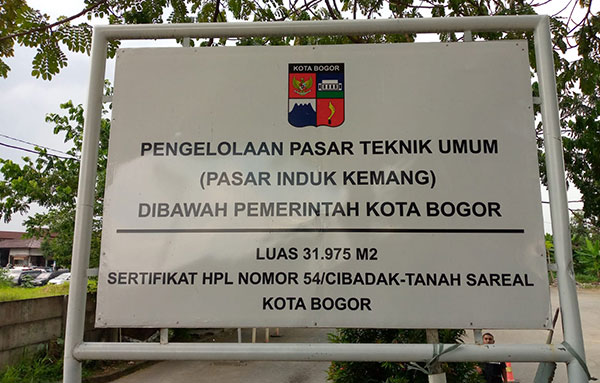 KOTA BOGOR
PENGELOLAAN PASAR TEKNIK UMUM
(PASAR INDUK KEMANG)
DIBAWAH PEMERINTAH KOTA BOGOR
LUAS 31.975 M2
SERTIFIKAT HPL NOMOR 54/CIBADAK-TANAH SAREAL
KOTA BOGOR